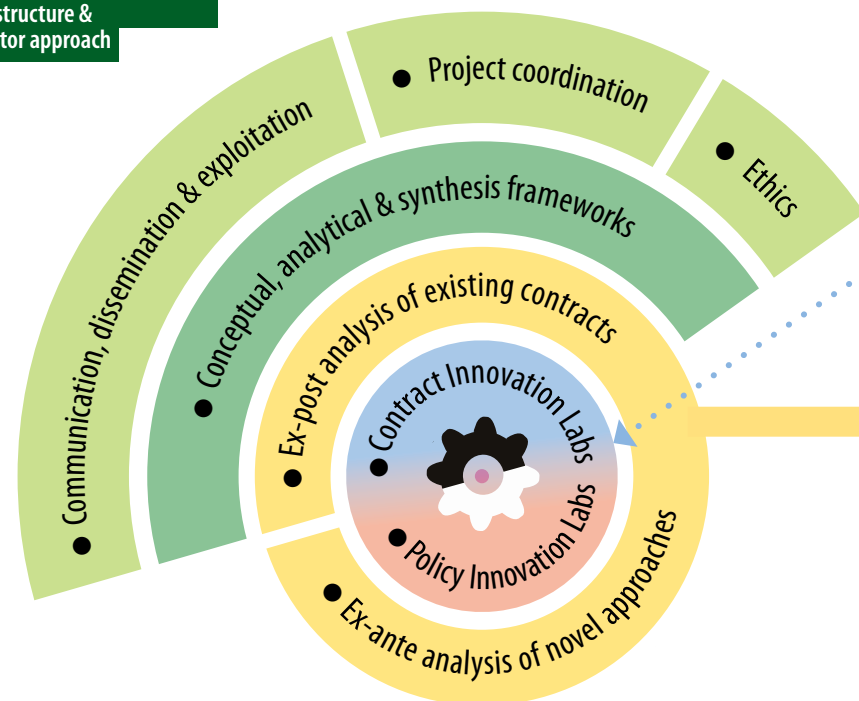 structure &
tor approach
Project coordination
Ethics
Communication, dissemination & exploitation
Conceptual, analytical & synthesis frameworks
Ex-post analysis of existing contracts
Contract Innovation Labs
Policy Innovation Labs
Ex-ante analysis of novel approaches